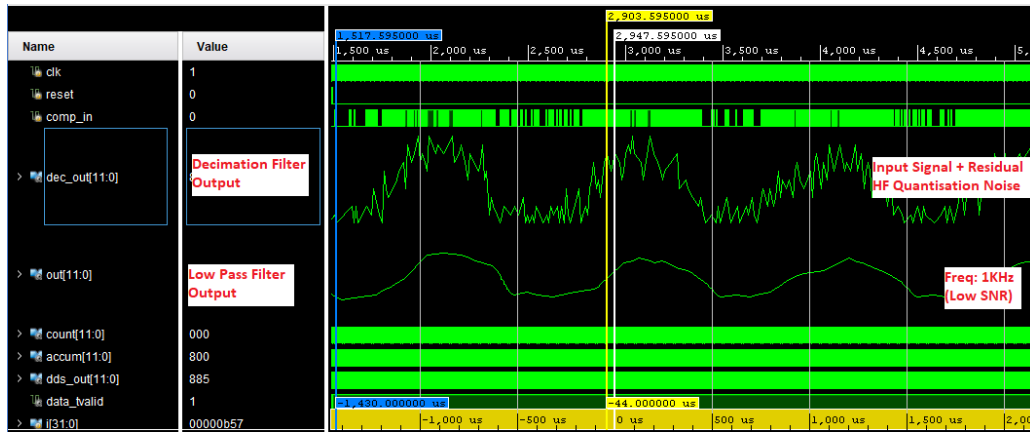 2,903.595000 us
1,517.595000 us
2,947.595000 us
Name
Value
1,500 us
2,000 us
2,500 us
3,000 us
3,500 us
4,000 us
4,500 us
5,
clk
1
reset
0
comp_in
0
dec_out[11:0]
8
Decimation Filter
Output
Input Signal + Residual
HF Quantisation Noise
out[11:0]
Low Pass Filter
Output
Freq: 1KHz
(Low SNR)
count[11:0]
000
accum[11:0]
800
dds_out[11:0]
885
data_tvalid
1
-1,430.000000 us
-44.000000 us
i[31:0]
00000b57
-1,000 us
-500 us
0 us
500 us
1,000 us
1,500 us
2,0